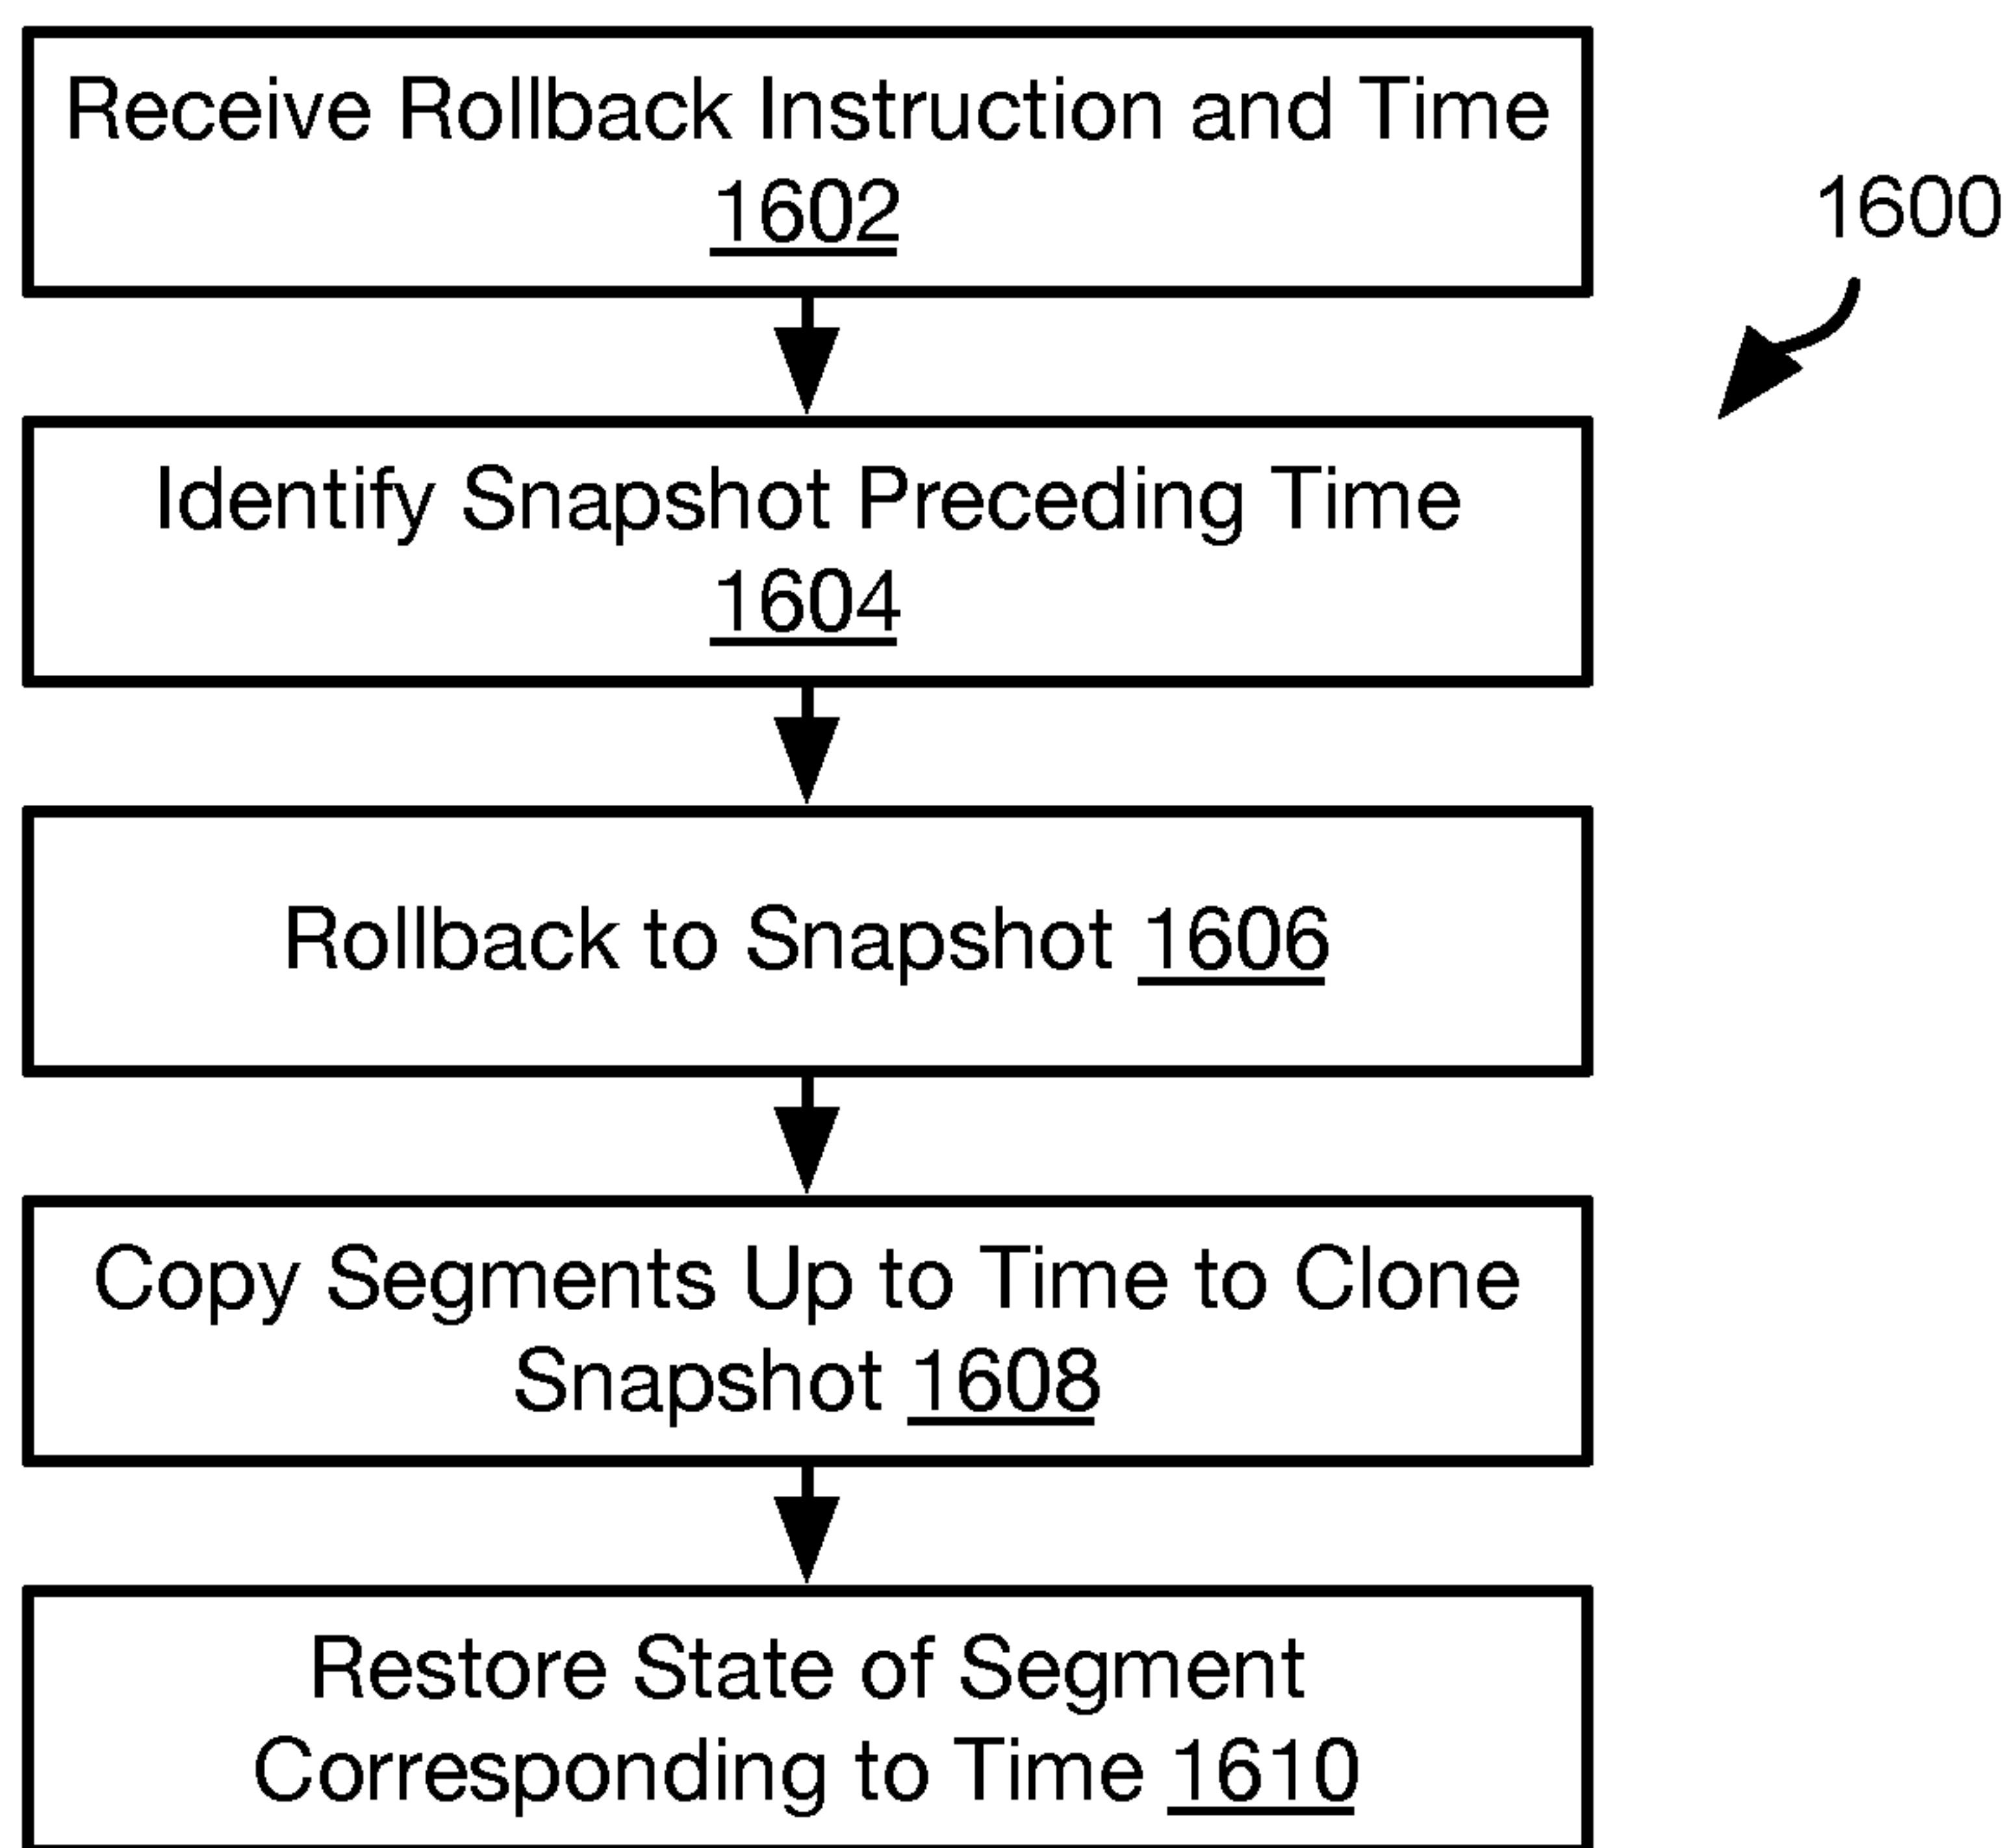 Receive Rollback Instruction and Time
1602
1600
Identify Snapshot Preceding Time
1604
Rollback to Snapshot 1606
Copy Segments Up to Time to Clone
Snapshot 1608
Restore State of Segment
Corresponding to Time 1610